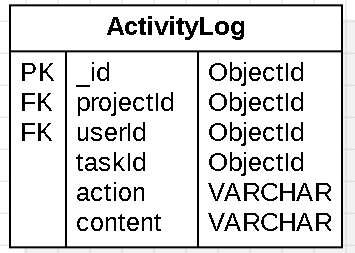 ActivityLog
PK _id ObjectId
FK projectId ObjectId
FK userId ObjectId
taskId ObjectId
action VARCHAR
content VARCHAR